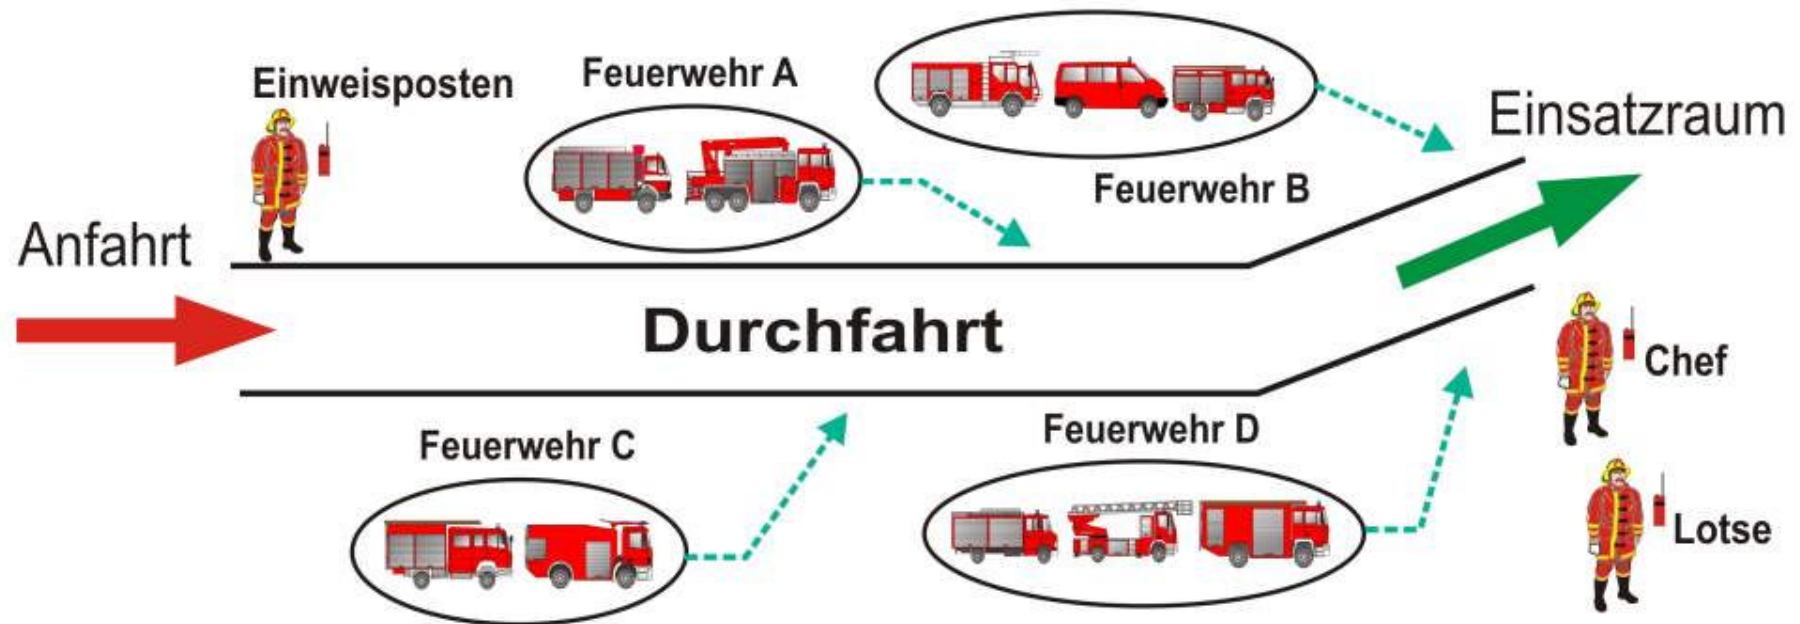 Einweisposten
Feuerwehr A
Feuerwehr B
Einsatzraum
Anfahrt
Durchfahrt
Chef
Feuerwehr C
Feuerwehr D
Lotse